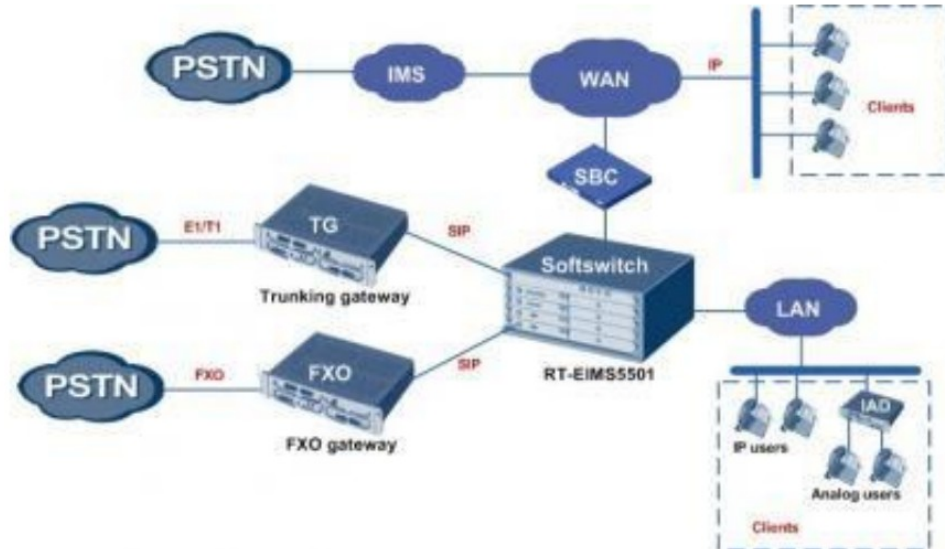 PSTN
IMS
WAN
IP
Clients
SBC
PSTN
E1/T1
TG
SIP
Trunking gateway
Softswitch
RT-EIMS5501
LAN
PSTN
FXO
FXO
SIP
FXO gateway
IAD
IP users
Analog users
Clients